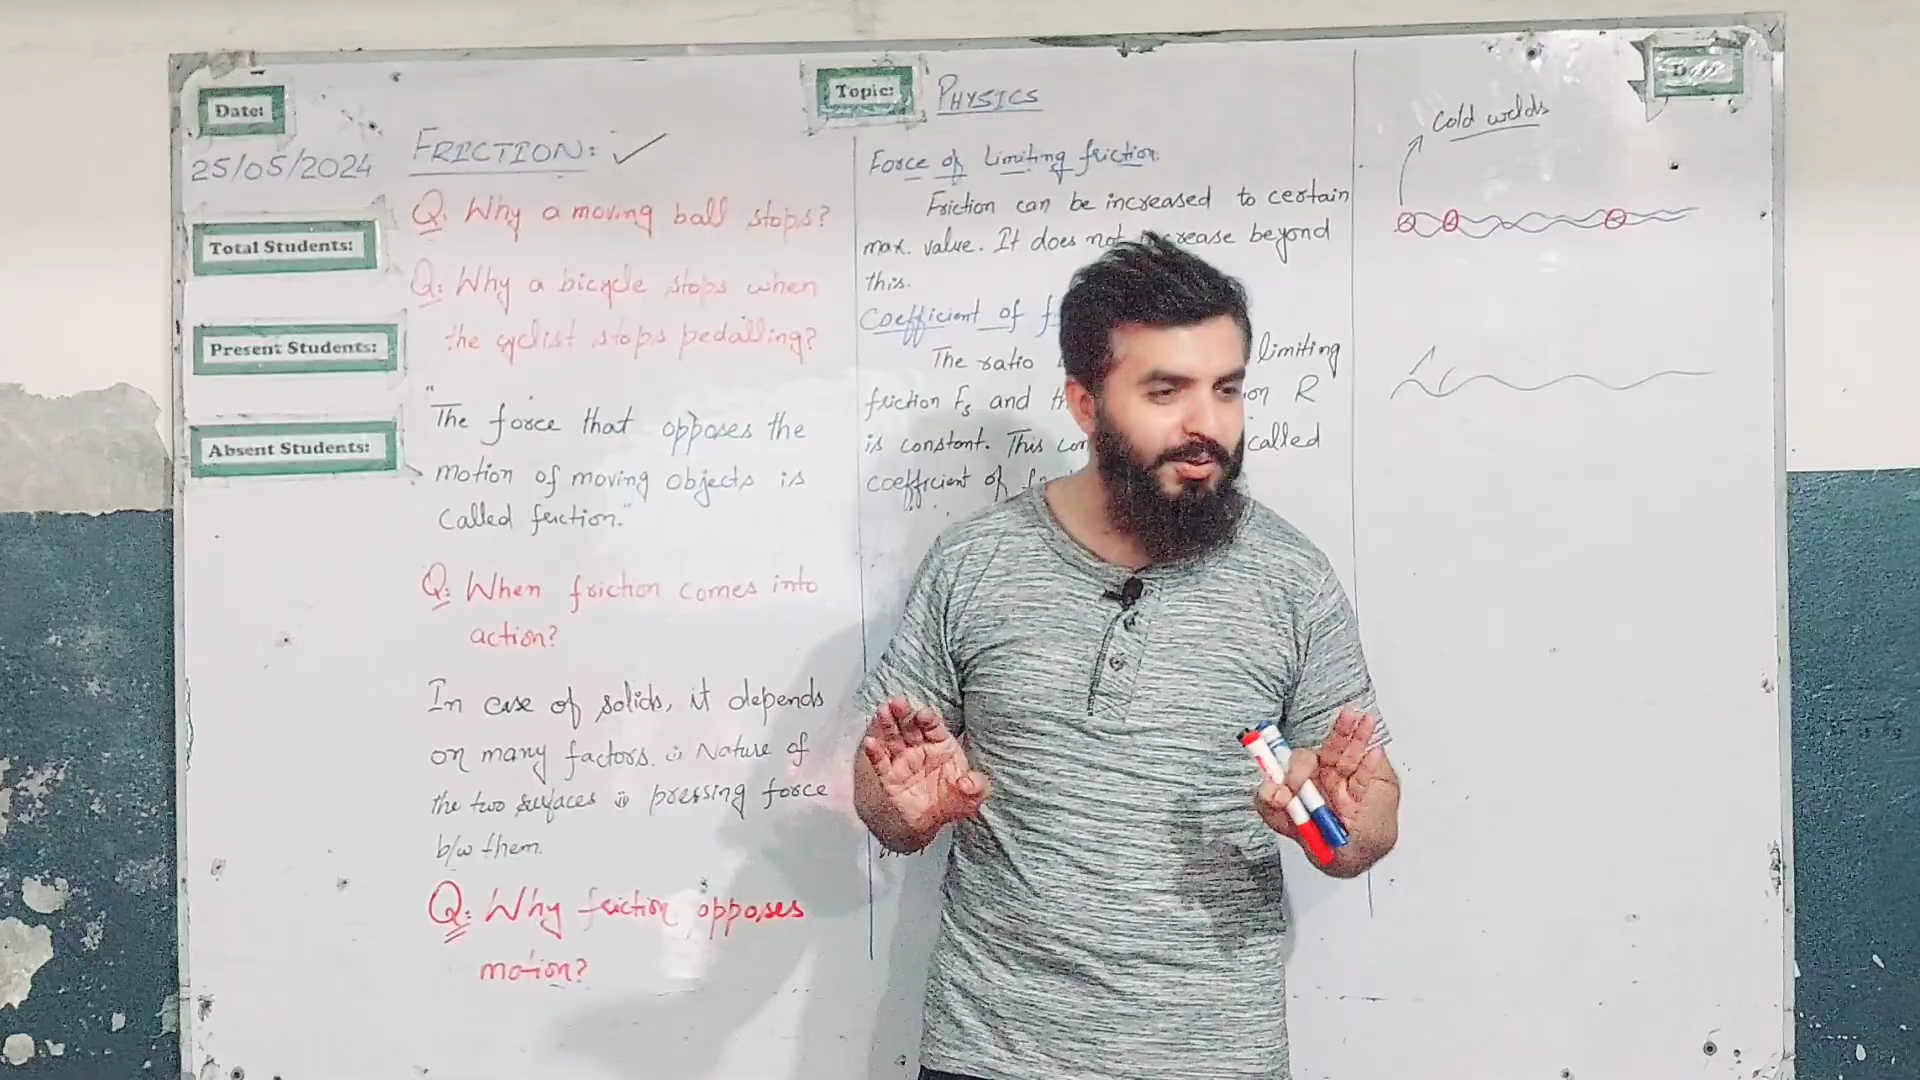 Date:
25/05/2024
Total Students:
Present Students:
Absent Students:
Topic: PHYSICS
FRICTION:
Q: Why a moving ball stops?
Q: Why a bicycle stops when
the cyclist stops pedalling?
"The force that opposes the
motion of moving objects is
called friction."
Q: When friction comes into
action?
In case of solids, it depends
on many factors. (i) Nature of
the two surfaces (ii) pressing force
b/w them.
Q: Why friction opposes
motion?
Force of Limiting friction.
Friction can be increased to certain
max. value. It does not increase beyond
this.
Coefficient of f
The ratio limiting
friction Fs and R
is constant. This con called
coefficient of
Cold welds